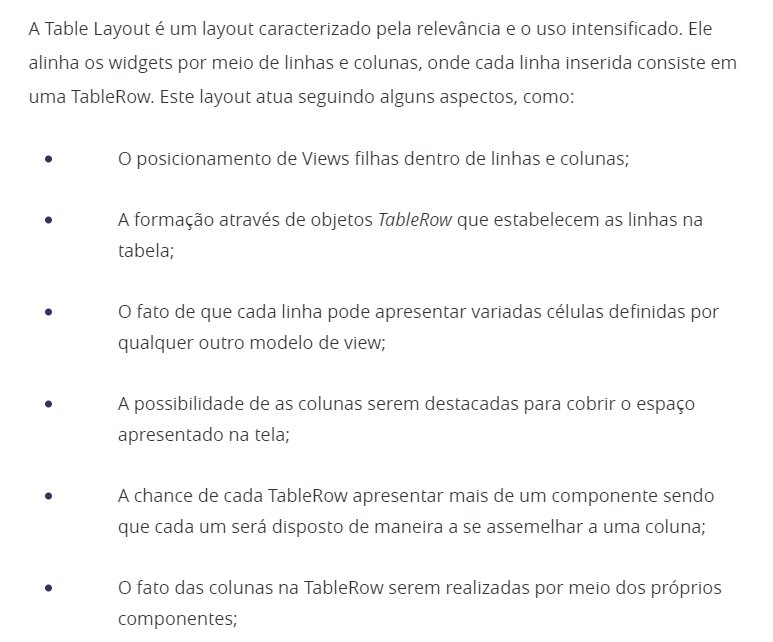 A Table Layout é um layout caracterizado pela relevância e o uso intensificado. Ele
alinha os widgets por meio de linhas e colunas, onde cada linha inserida consiste em
uma TableRow. Este layout atua seguindo alguns aspectos, como:
• O posicionamento de Views filhas dentro de linhas e colunas;
• A formação através de objetos TableRow que estabelecem as linhas na
tabela;
• O fato de que cada linha pode apresentar variadas células definidas por
qualquer outro modelo de view;
• A possibilidade de as colunas serem destacadas para cobrir o espaço
apresentado na tela;
• A chance de cada TableRow apresentar mais de um componente sendo
que cada um será disposto de maneira a se assemelhar a uma coluna;
• O fato das colunas na TableRow serem realizadas por meio dos próprios
componentes;